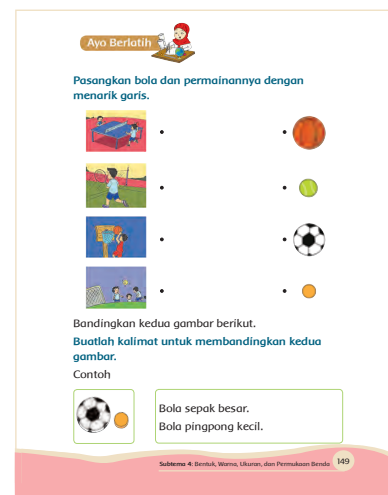 Ayo Berlatih
Pasangkan bola dan permainannya dengan
menarik garis.
Bandingkan kedua gambar berikut.
Buatlah kalimat untuk membandingkan kedua
gambar.
Contoh
Bola sepak besar.
Bola pingpong kecil.
Subtema 4: Bentuk, Warna, Ukuran, dan Permukaan Benda 149